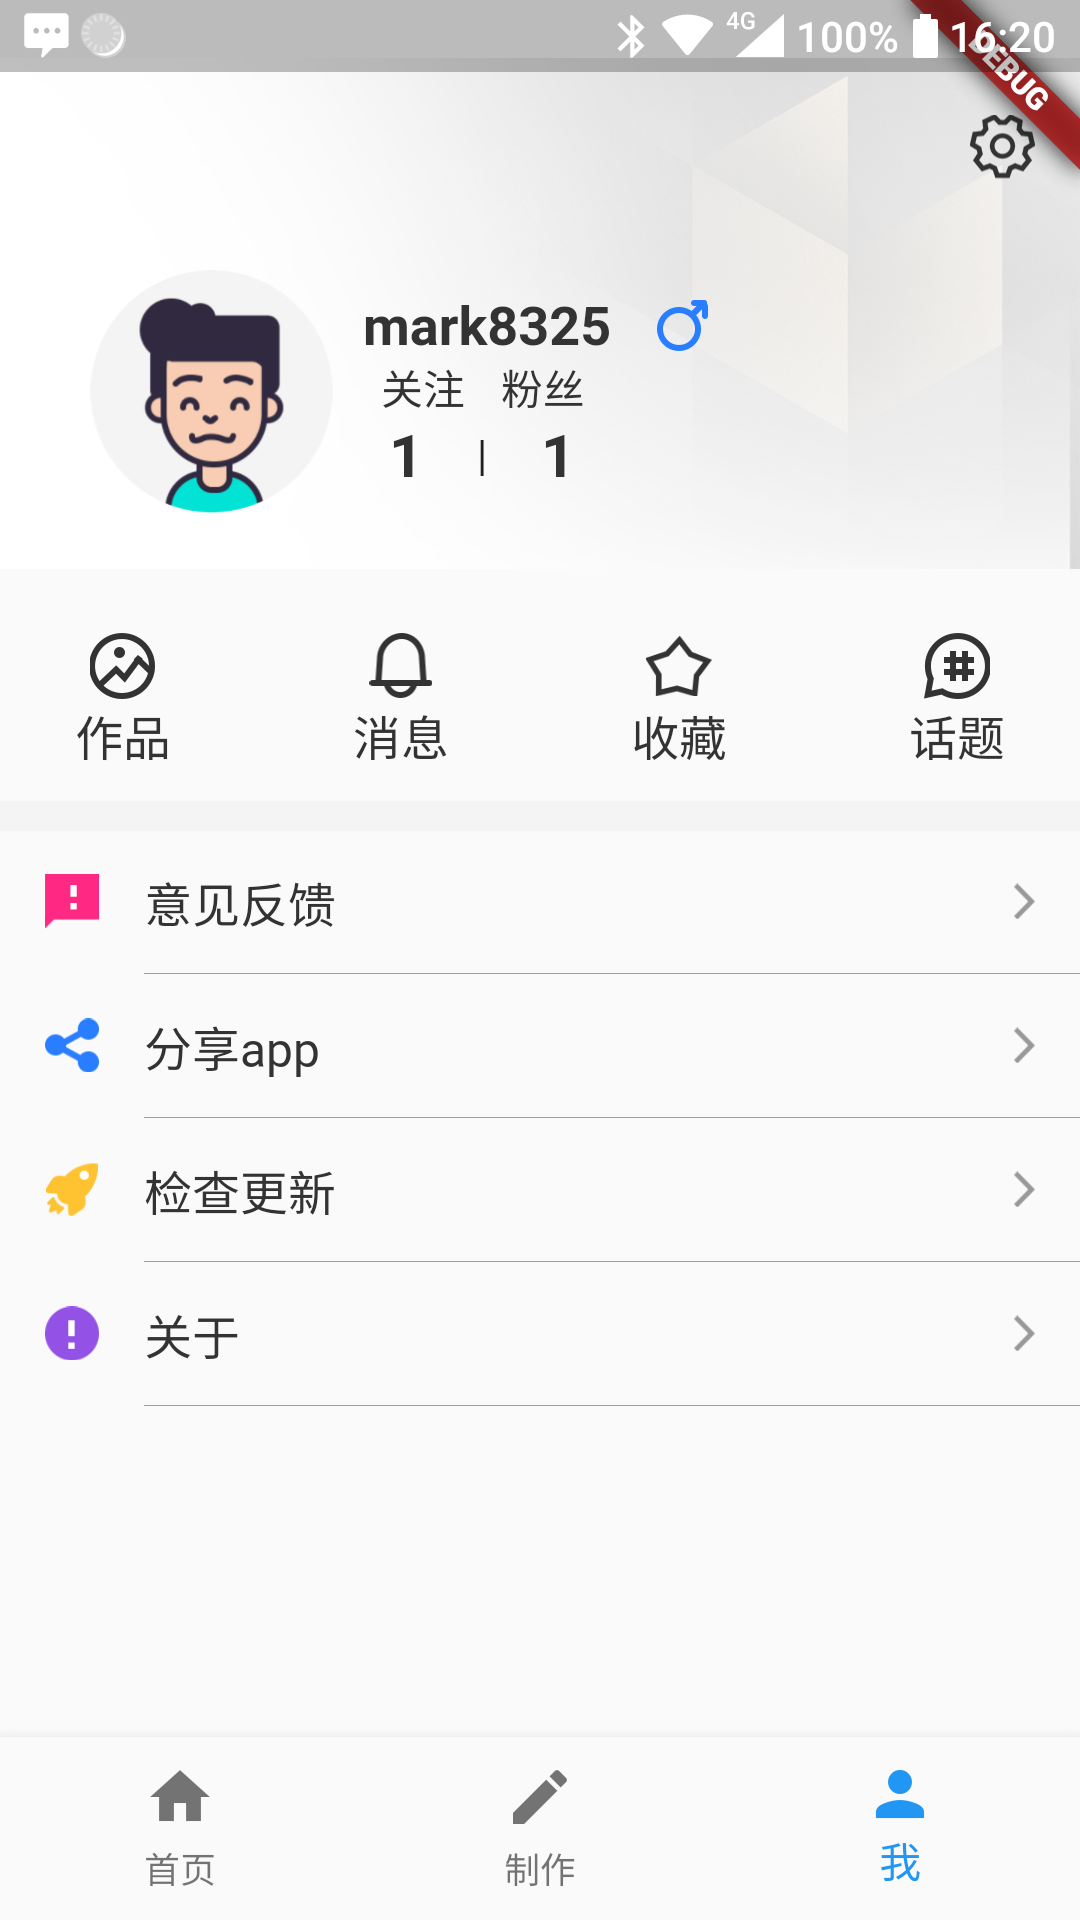 4G 100% 16:20
DEBUG
mark8325
关注 粉丝
1 | 1
作品 消息 收藏 话题
意见反馈
分享app
检查更新
关于
首页 制作 我